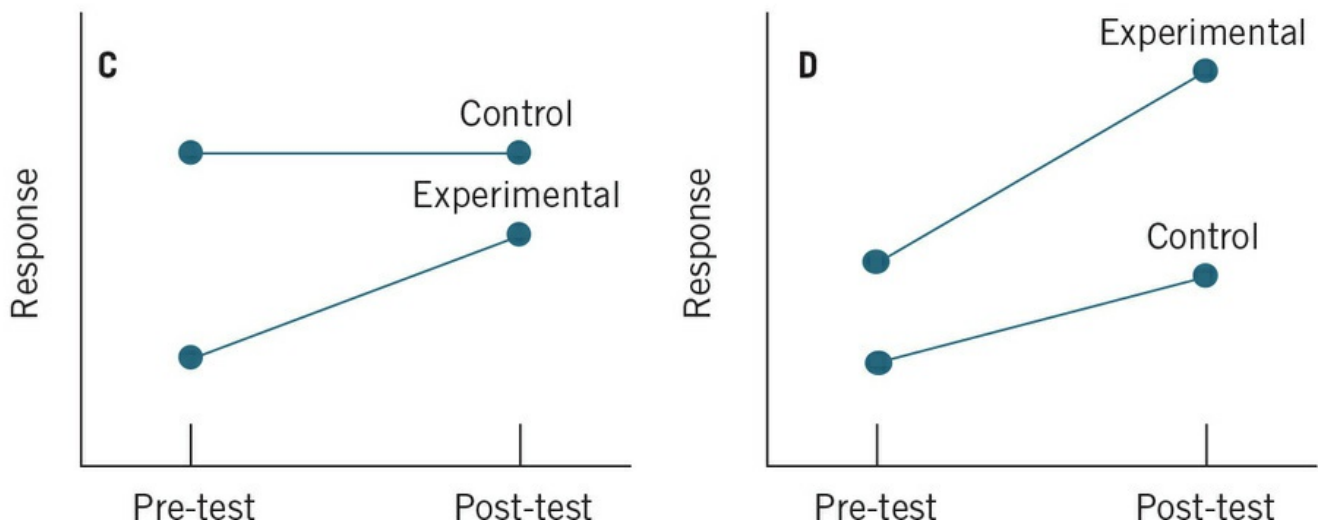 C
Control
Experimental
Response
Pre-test
Post-test
D
Experimental
Control
Response
Pre-test
Post-test